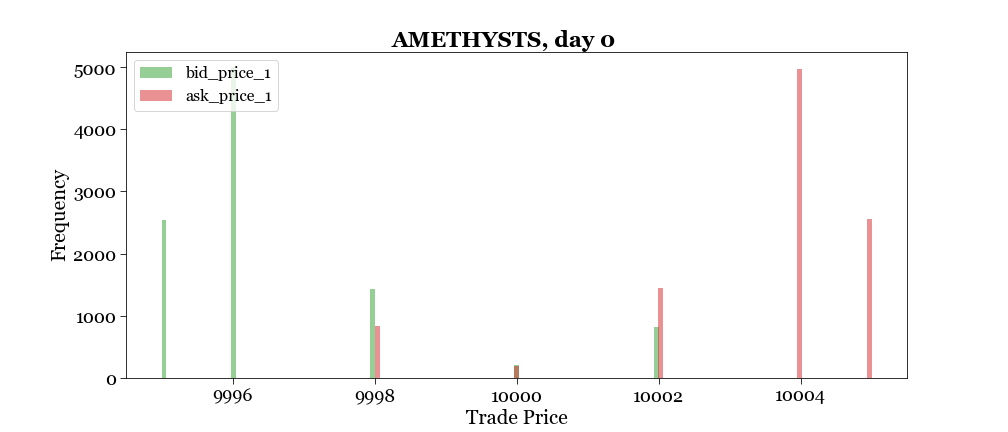 AMETHYSTS, day 0
bid_price_1
ask_price_1
Frequency
5000
4000
3000
2000
1000
0
9996
9998
10000
10002
10004
Trade Price